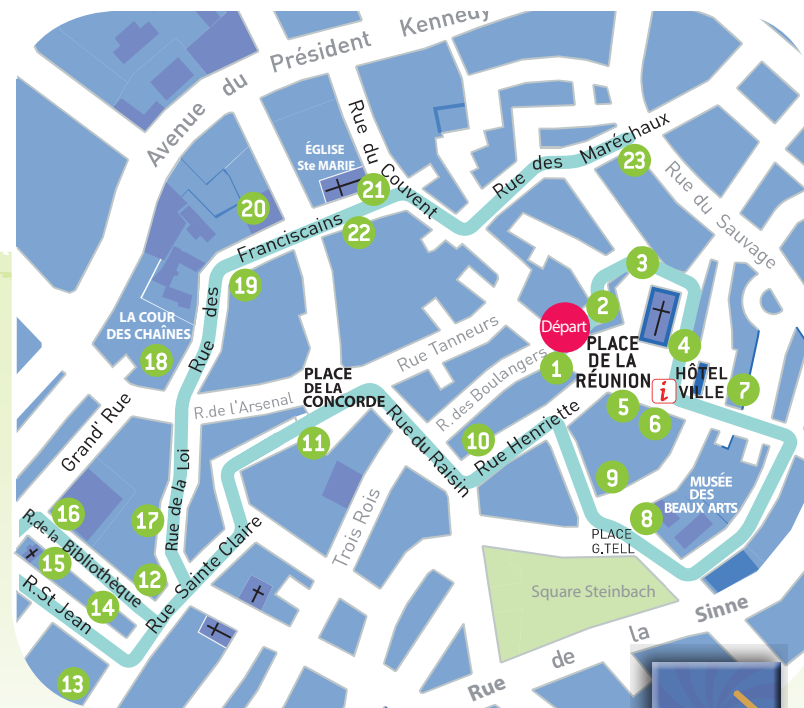 Kennedy
Avenue du Président
ÉGLISE
Ste MARIE
Rue du Couvent
Rue des Maréchaux
23
Rue du Sauvage
21
20
22
Franciscains
19
Rue des
3
2
Départ
PLACE
DE LA
RÉUNION
4
1
i
HÔTEL
VILLE
7
LA COUR
DES CHAÎNES
18
Rue Tanneurs
R. des Boulangers
PLACE
DE LA
CONCORDE
R.de l'Arsenal
Grand' Rue
5
6
10
Rue Henriette
11
Rue du Raisin
9
MUSÉE
DES
BEAUX ARTS
8
PLACE
G.TELL
16
17
Rue de la Loi
R.de la Bibliothèque
15
12
14
Rue Sainte Claire
Trois Rois
R.St Jean
13
Square Steinbach
Rue de la Sinne